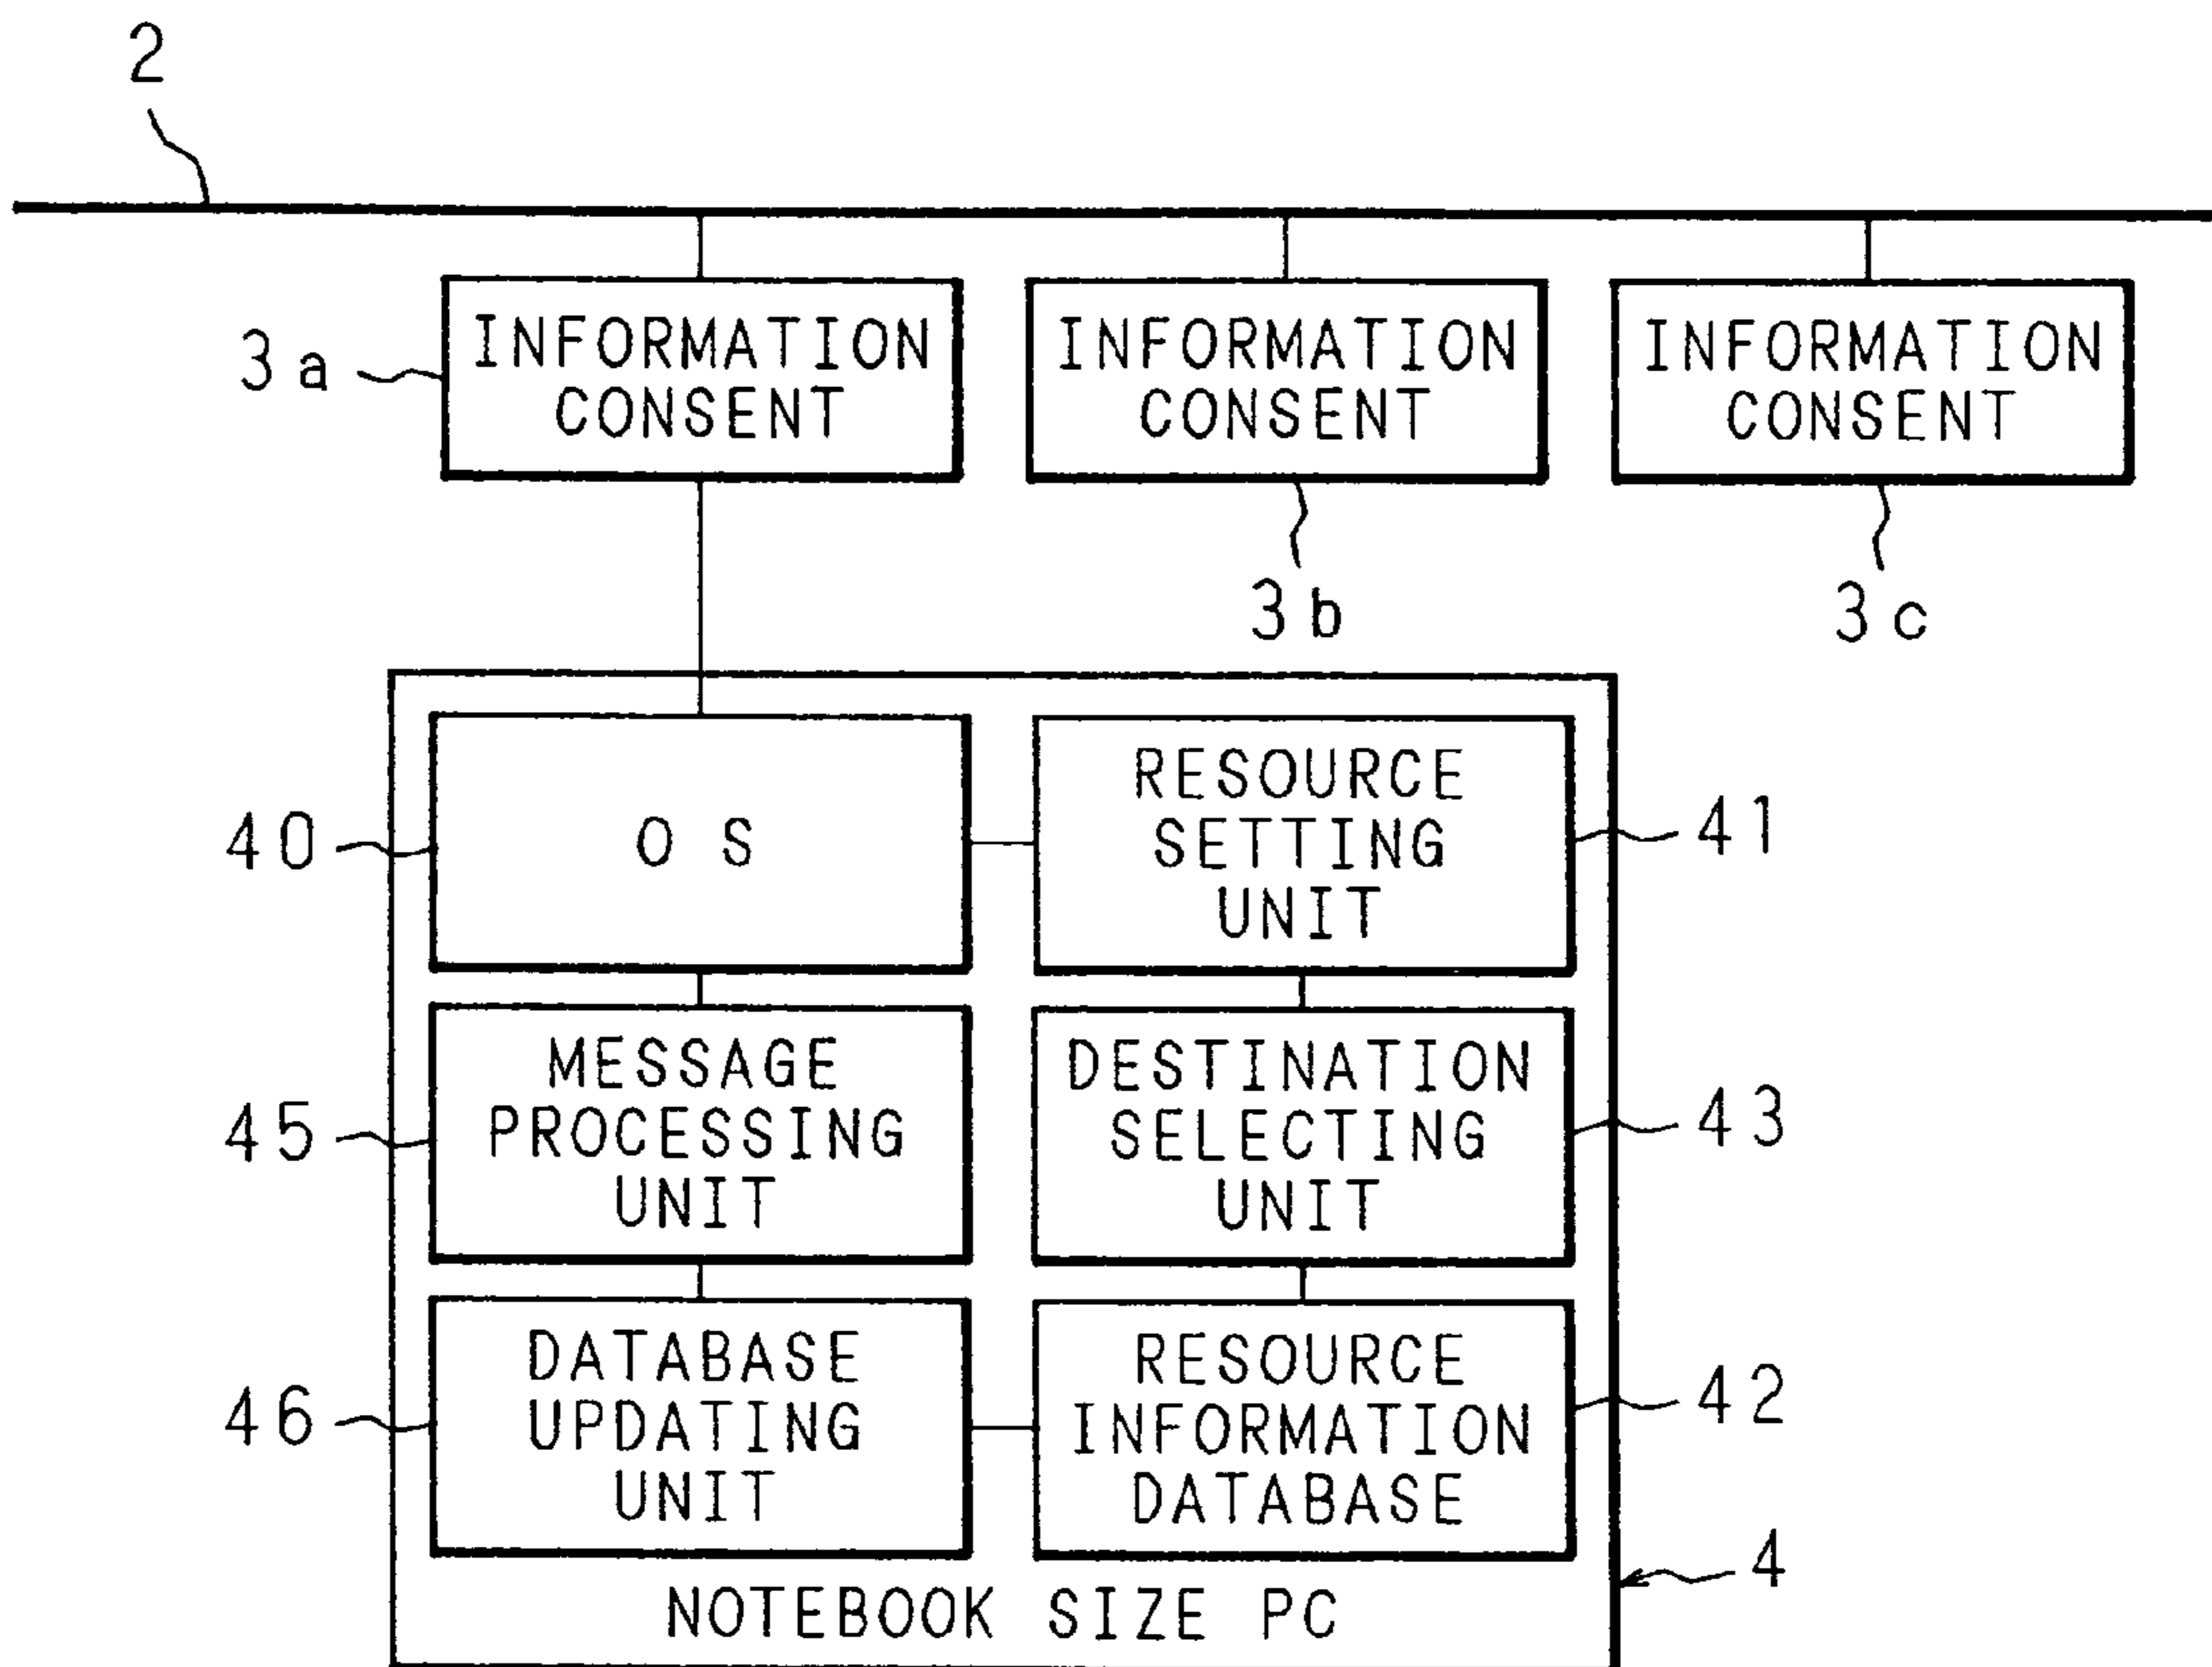 2
3a
INFORMATION
CONSENT
INFORMATION
CONSENT
INFORMATION
CONSENT
3b
3c
40
OS
RESOURCE
SETTING
UNIT
41
45
MESSAGE
PROCESSING
UNIT
DESTINATION
SELECTING
UNIT
43
46
DATABASE
UPDATING
UNIT
RESOURCE
INFORMATION
DATABASE
42
NOTEBOOK SIZE PC
4